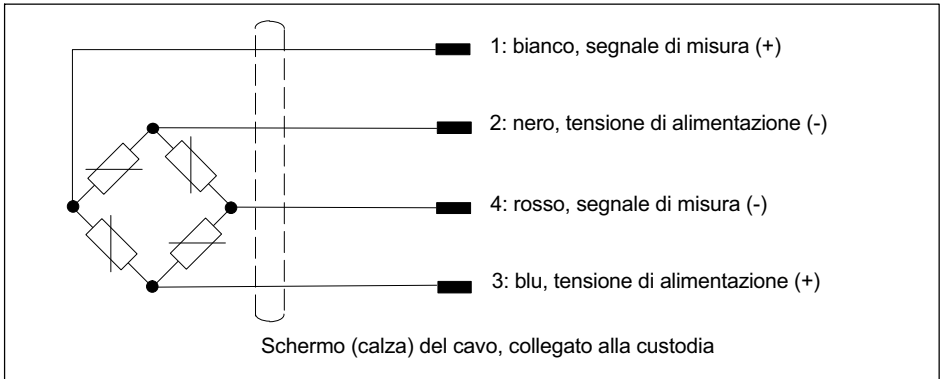 1: bianco, segnale di misura (+)
2: nero, tensione di alimentazione (-)
4: rosso, segnale di misura (-)
3: blu, tensione di alimentazione (+)
Schermo (calza) del cavo, collegato alla custodia